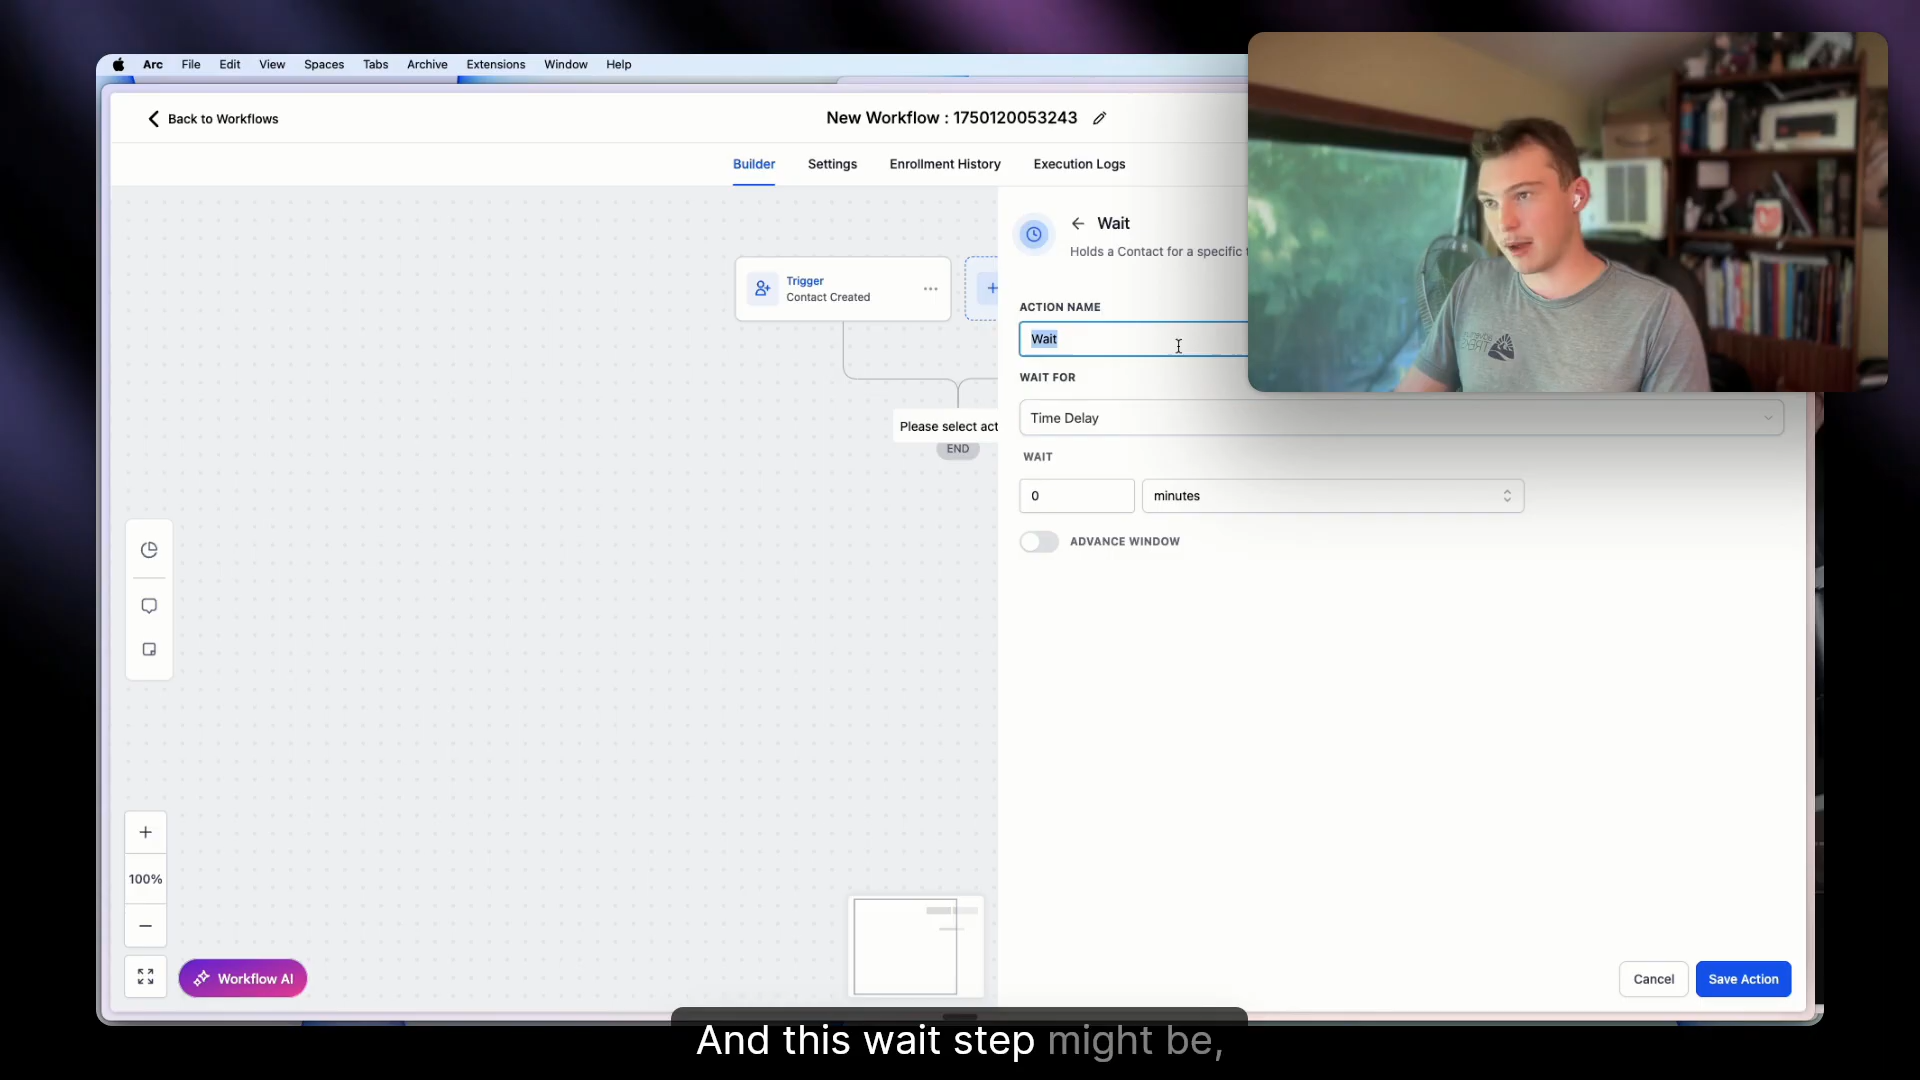 Arc File Edit View Spaces Tabs Archive Extensions Window Help
Back to Workflows
New Workflow : 1750120053243
Builder Settings Enrollment History Execution Logs
Wait
Holds a Contact for a specific
Trigger
Contact Created
ACTION NAME
Wait
WAIT FOR
Time Delay
Please select act
END
WAIT
0 minutes
ADVANCE WINDOW
100%
Workflow AI
Cancel Save Action
And this wait step might be,